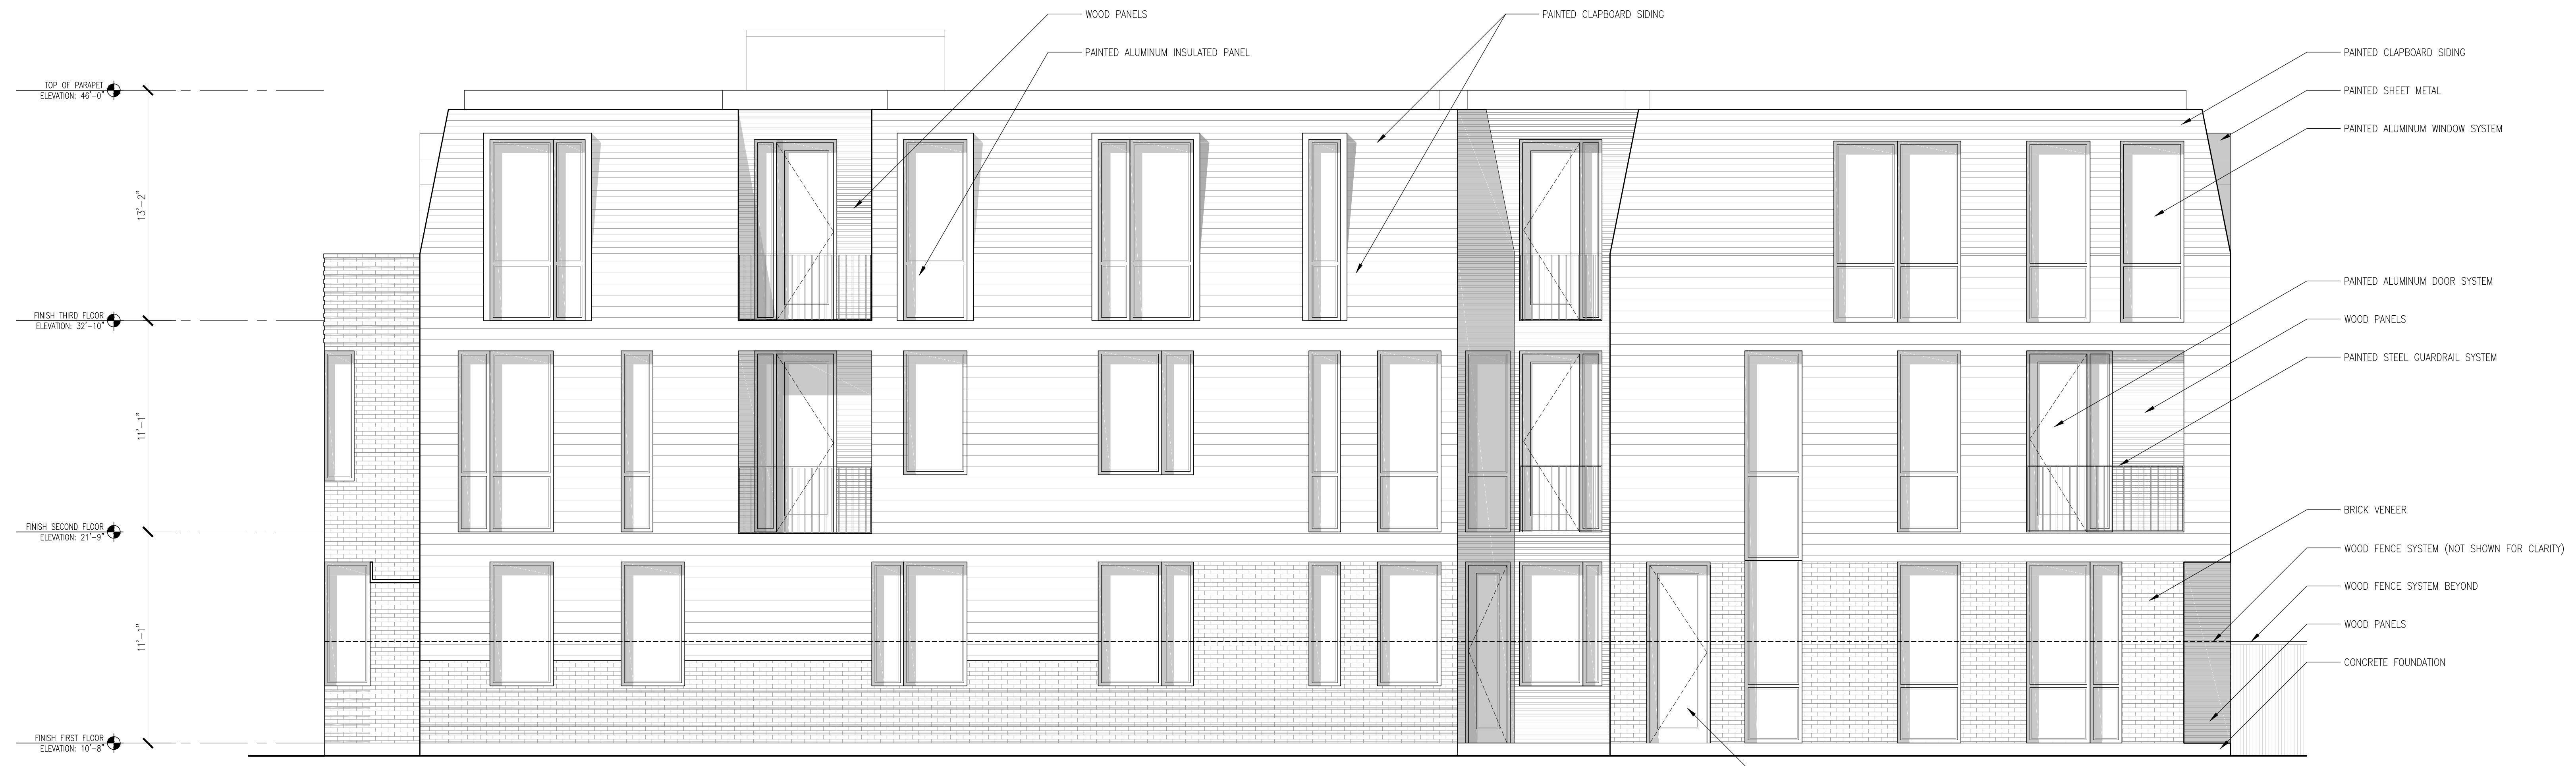 WOOD PANELS
PAINTED CLAPBOARD SIDING
PAINTED ALUMINUM INSULATED PANEL
PAINTED CLAPBOARD SIDING
TOP OF PARAPET
ELEVATION: 46'-0"
PAINTED SHEET METAL
PAINTED ALUMINUM WINDOW SYSTEM
13'-2"
PAINTED ALUMINUM DOOR SYSTEM
FINISH THIRD FLOOR
ELEVATION: 32'-10"
WOOD PANELS
PAINTED STEEL GUARDRAIL SYSTEM
11'-1"
BRICK VENEER
FINISH SECOND FLOOR
ELEVATION: 21'-9"
WOOD FENCE SYSTEM (NOT SHOWN FOR CLARITY)
WOOD FENCE SYSTEM BEYOND
11'-1"
WOOD PANELS
CONCRETE FOUNDATION
FINISH FIRST FLOOR
ELEVATION: 10'-8"